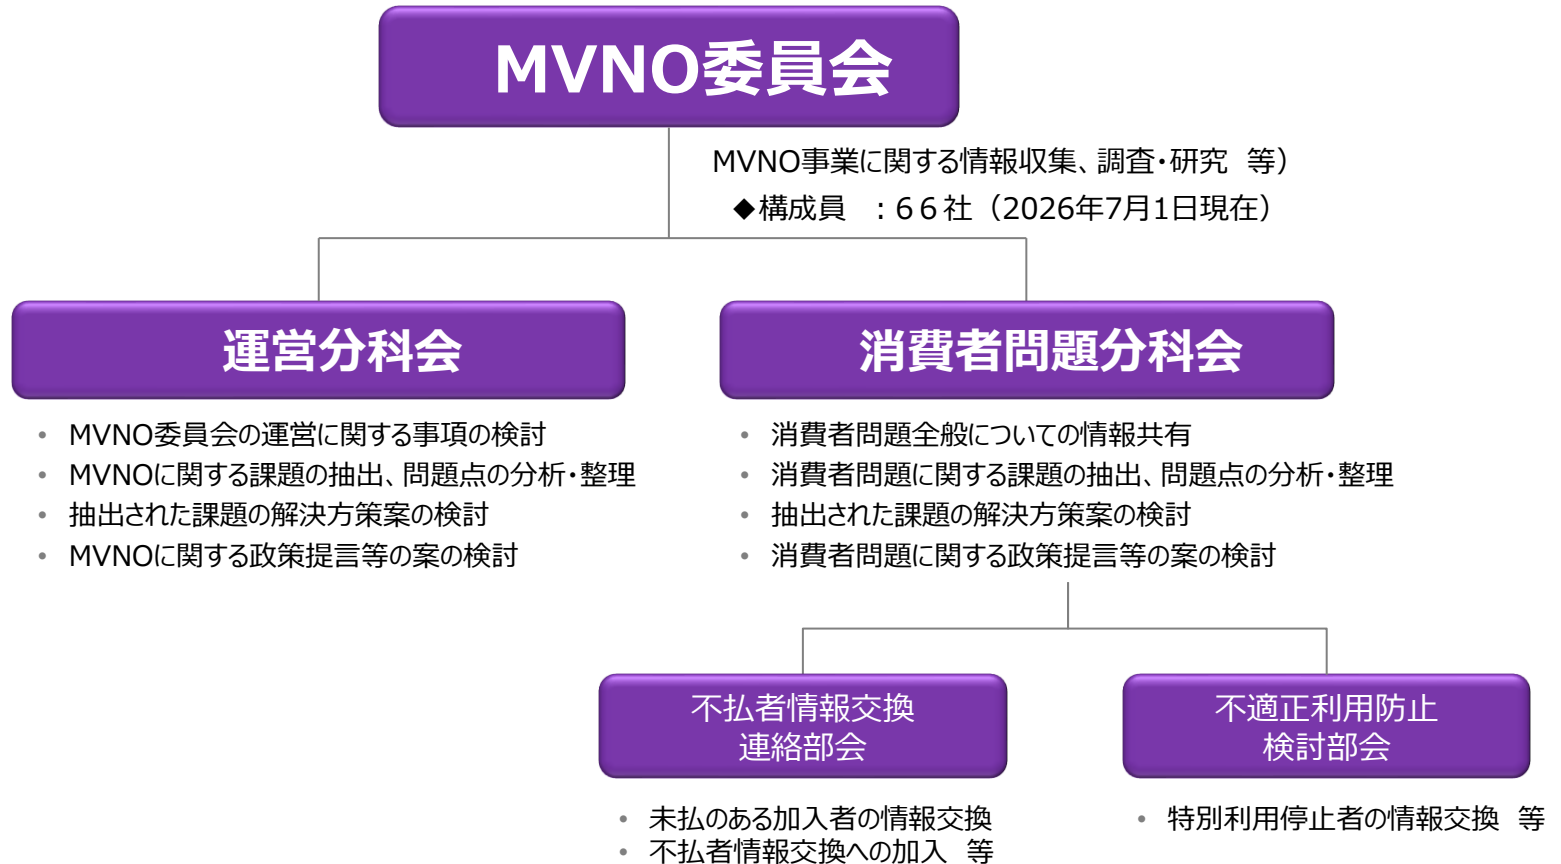 MVNO委員会
MVNO事業に関する情報収集、調査・研究　等）
◆構成員　：６６社（2026年7月1日現在）
運営分科会
• MVNO委員会の運営に関する事項の検討
• MVNOに関する課題の抽出、問題点の分析・整理
• 抽出された課題の解決方策案の検討
• MVNOに関する政策提言等の案の検討
消費者問題分科会
• 消費者問題全般についての情報共有
• 消費者問題に関する課題の抽出、問題点の分析・整理
• 抽出された課題の解決方策案の検討
• 消費者問題に関する政策提言等の案の検討
不払者情報交換
連絡部会
• 未払のある加入者の情報交換
• 不払者情報交換への加入　等
不適正利用防止
検討部会
• 特別利用停止者の情報交換　等